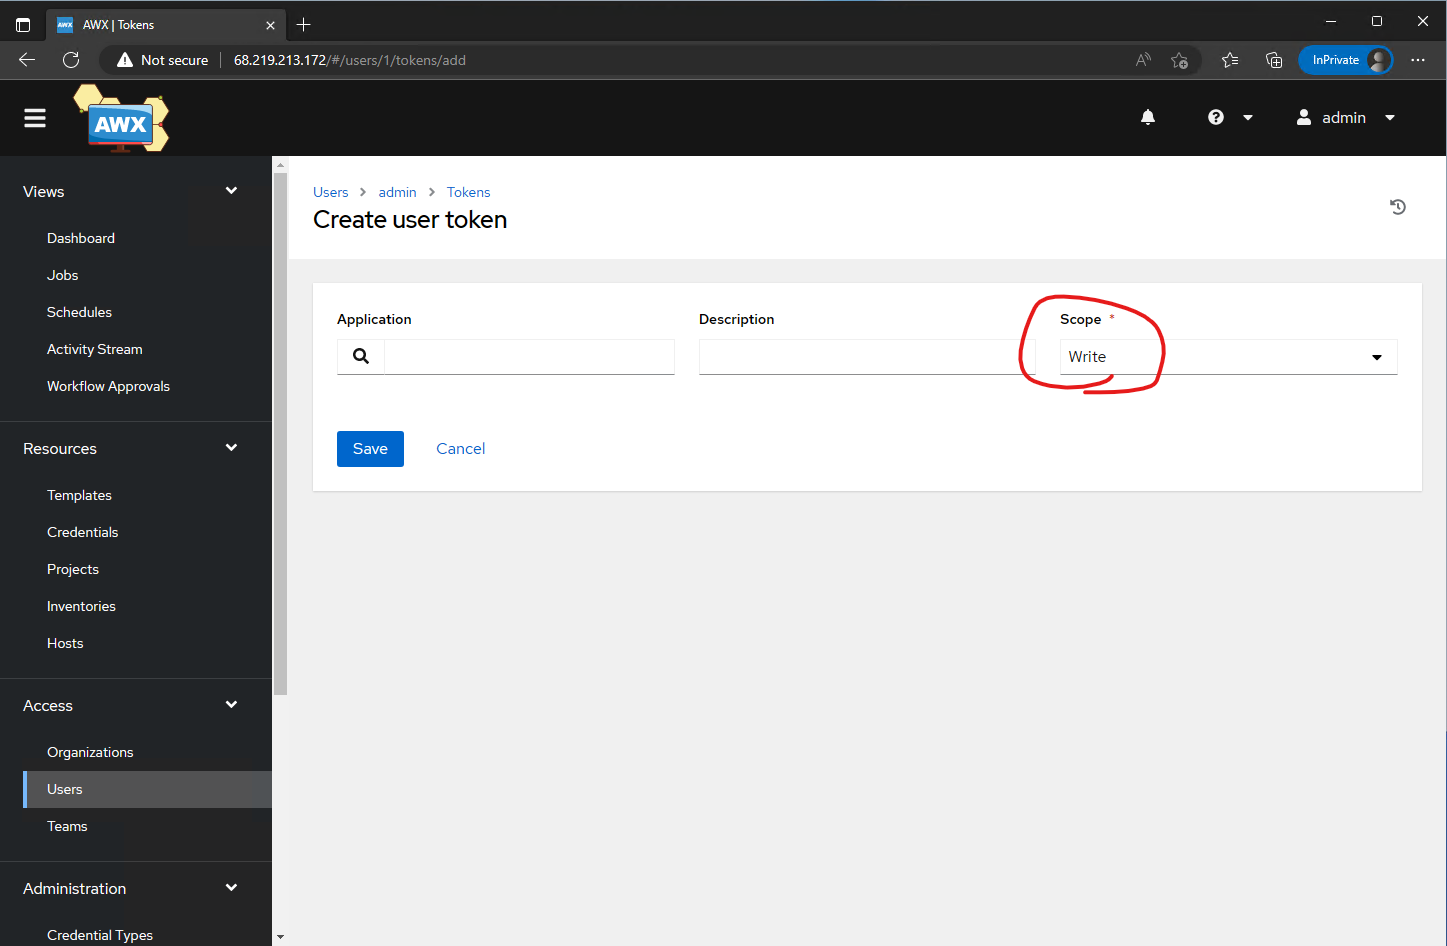 AWX AWX | Tokens
Not secure 68.219.213.172/#/users/1/tokens/add InPrivate
AWX
? admin
Views
Dashboard
Jobs
Schedules
Activity Stream
Workflow Approvals
Resources
Templates
Credentials
Projects
Inventories
Hosts
Access
Organizations
Users
Teams
Administration
Credential Types
Users > admin > Tokens
Create user token
Application Description Scope *
Write
Save Cancel